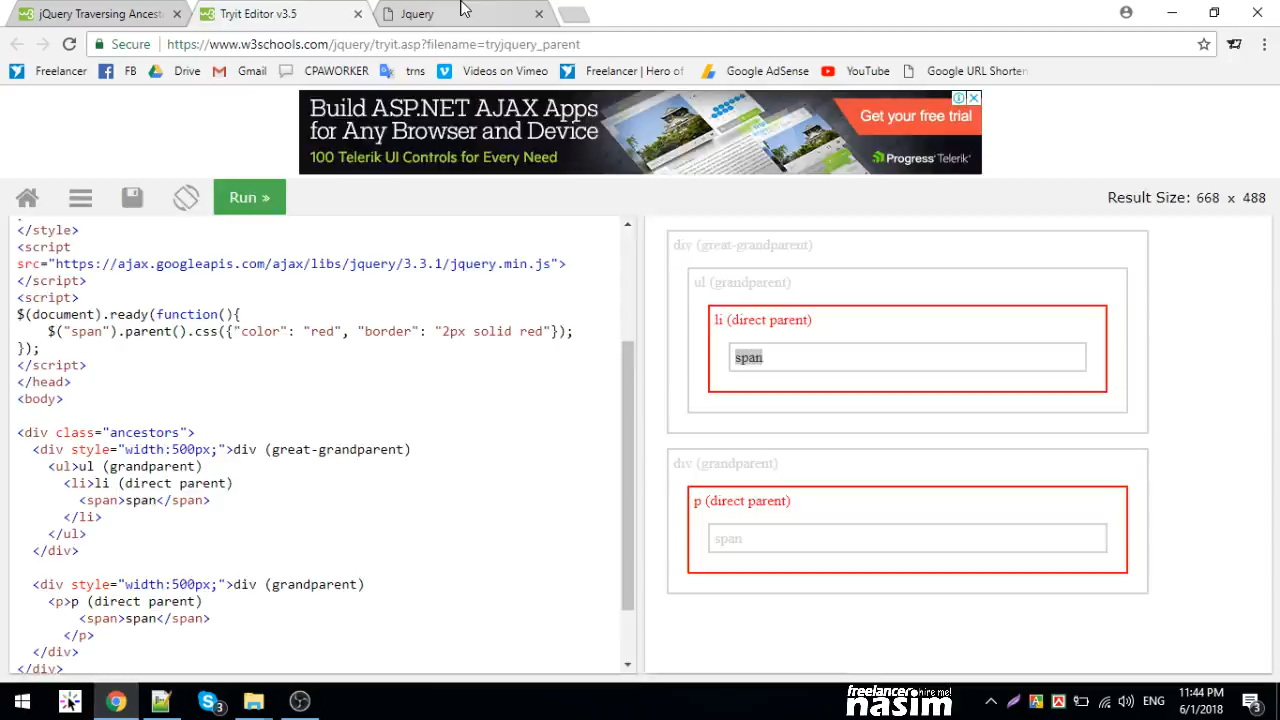 jQuery Traversing Ancest
Tryit Editor v3.5
Jquery
Secure
https://www.w3schools.com/jquery/tryit.asp?filename=tryjquery_parent
Freelancer
FB
Drive
Gmail
CPAWORKER
trns
Videos on Vimeo
Freelancer | Hero of
Google AdSense
YouTube
Google URL Shorten
Build ASP.NET AJAX Apps
for Any Browser and Device
100 Telerik UI Controls for Every Need
Get your free trial
Progress Telerik
Run »
Result Size: 668 x 488
</style>
<script
src="https://ajax.googleapis.com/ajax/libs/jquery/3.3.1/jquery.min.js">
</script>
<script>
$(document).ready(function(){
$("span").parent().css({"color": "red", "border": "2px solid red"});
});
</script>
</head>
<body>
<div class="ancestors">
<div style="width:500px;">div (great-grandparent)
<ul>ul (grandparent)
<li>li (direct parent)
<span>span</span>
</li>
</ul>
</div>
<div style="width:500px;">div (grandparent)
<p>p (direct parent)
<span>span</span>
</p>
</div>
</div>
div (great-grandparent)
ul (grandparent)
li (direct parent)
span
div (grandparent)
p (direct parent)
span
freelancer hire me!
nasim
3
ENG
11:44 PM
6/1/2018
3